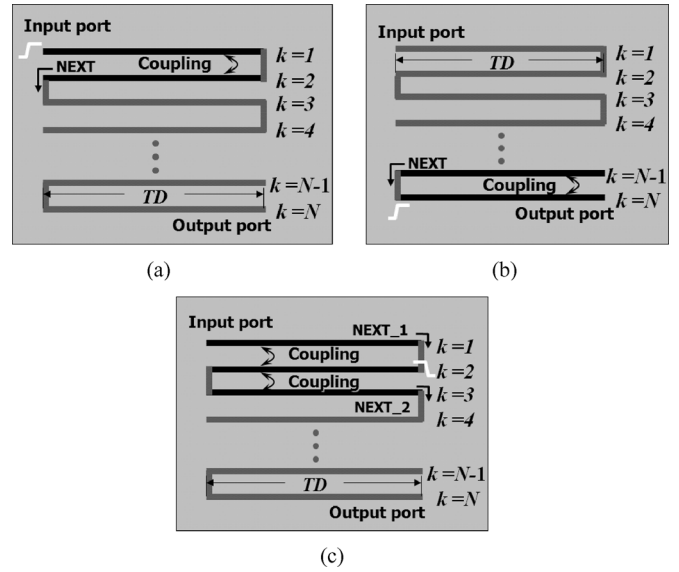 Input port
k=1
Coupling
NEXT
k=2
k=3
k=4
k=N-1
TD
k=N
Output port
(a)
Input port
k=1
TD
k=2
k=3
k=4
NEXT
k=N-1
Coupling
k=N
Output port
(b)
Input port
NEXT_1
k=1
Coupling
k=2
Coupling
k=3
NEXT_2
k=4
k=N-1
TD
k=N
Output port
(c)